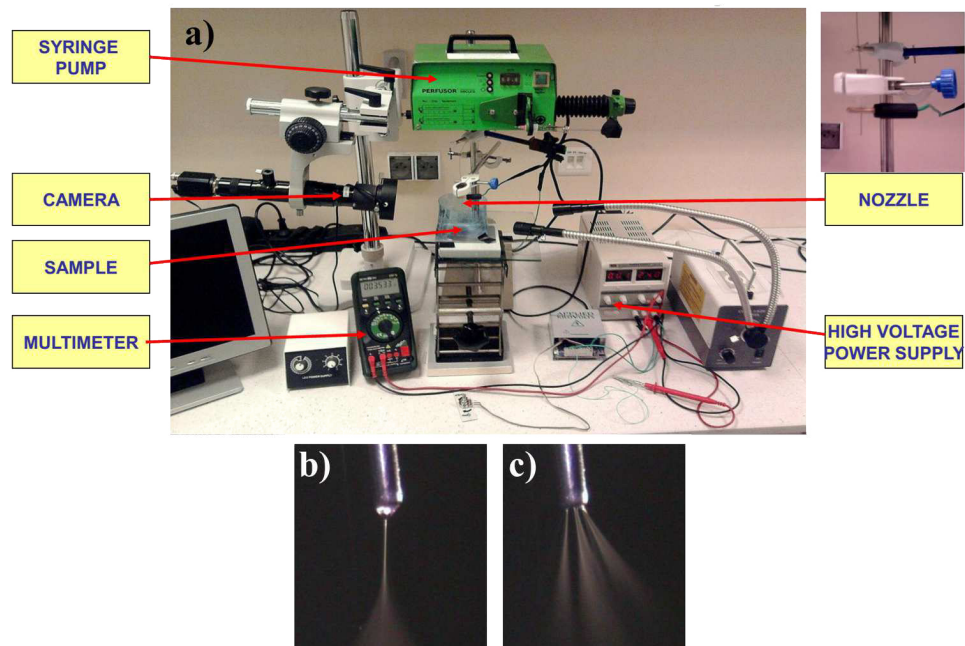 a)
SYRINGE
PUMP
PERFUSOR
CAMERA
NOZZLE
SAMPLE
MULTIMETER
HIGH VOLTAGE
POWER SUPPLY
b)
c)